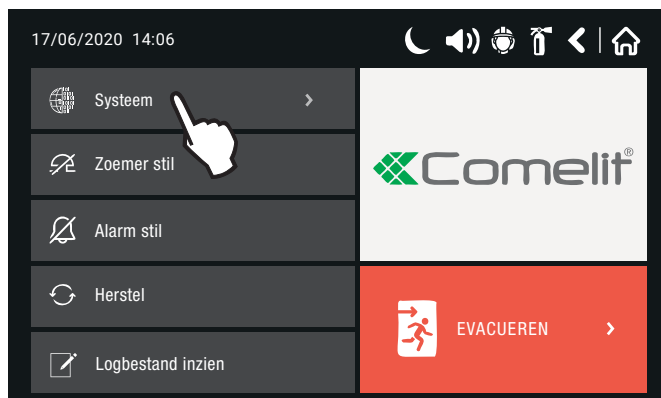 17/06/2020 14:06
Systeem
Zoemer stil
Alarm stil
Herstel
Logbestand inzien
Comelit®
EVACUEREN